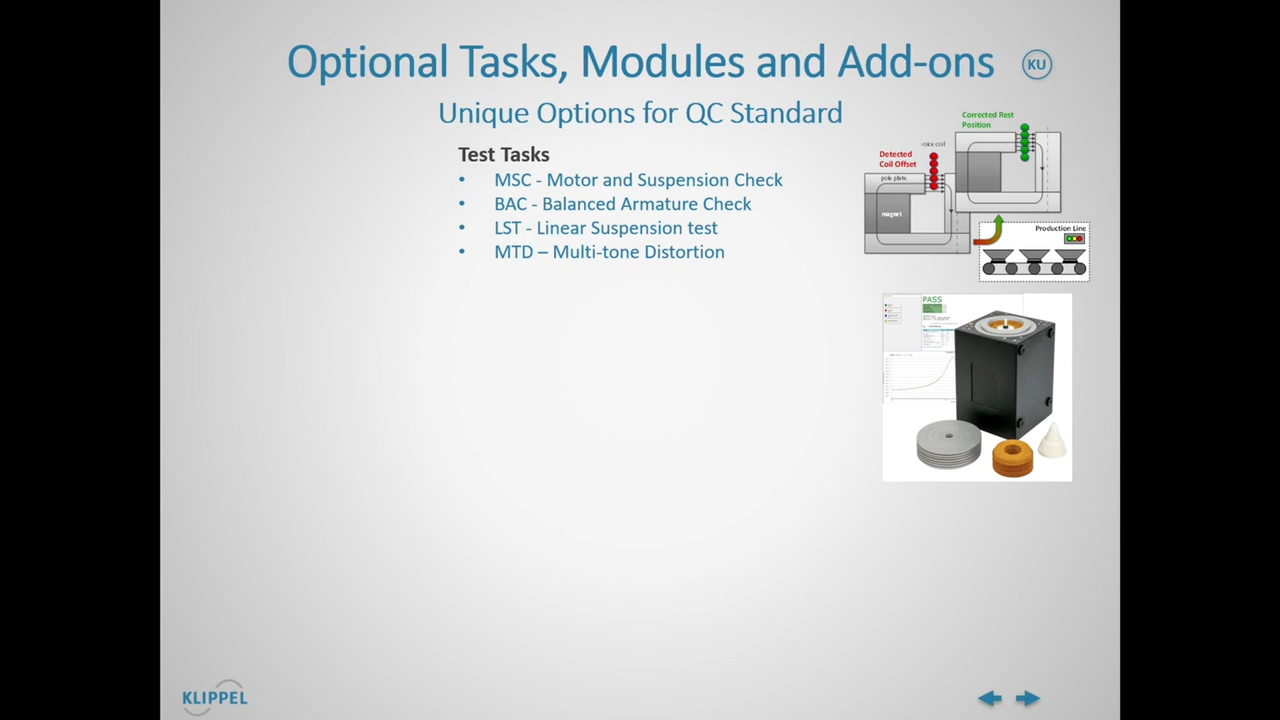 Optional Tasks, Modules and Add-ons
KU
Unique Options for QC Standard
Test Tasks
• MSC - Motor and Suspension Check
• BAC - Balanced Armature Check
• LST - Linear Suspension test
• MTD – Multi-tone Distortion
Corrected Rest
Position
voice coil
Detected
Coil Offset
pole plate
magnet
Production Line
PASS
KLIPPEL